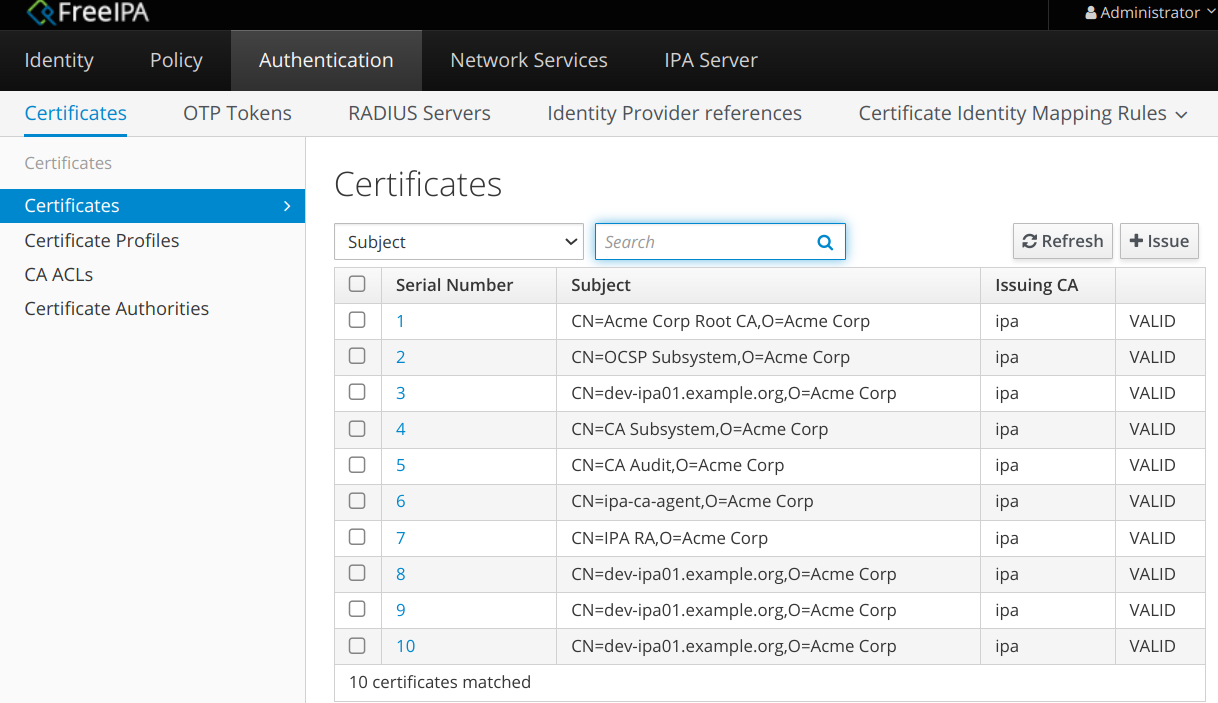 FreeIPA Administrator
Identity Policy Authentication Network Services IPA Server
Certificates OTP Tokens RADIUS Servers Identity Provider references Certificate Identity Mapping Rules
Certificates
Certificates
Certificate Profiles
CA ACLs
Certificate Authorities
Certificates
Subject Search Refresh Issue
Serial Number Subject Issuing CA
1 CN=Acme Corp Root CA,O=Acme Corp ipa VALID
2 CN=OCSP Subsystem,O=Acme Corp ipa VALID
3 CN=dev-ipa01.example.org,O=Acme Corp ipa VALID
4 CN=CA Subsystem,O=Acme Corp ipa VALID
5 CN=CA Audit,O=Acme Corp ipa VALID
6 CN=ipa-ca-agent,O=Acme Corp ipa VALID
7 CN=IPA RA,O=Acme Corp ipa VALID
8 CN=dev-ipa01.example.org,O=Acme Corp ipa VALID
9 CN=dev-ipa01.example.org,O=Acme Corp ipa VALID
10 CN=dev-ipa01.example.org,O=Acme Corp ipa VALID
10 certificates matched